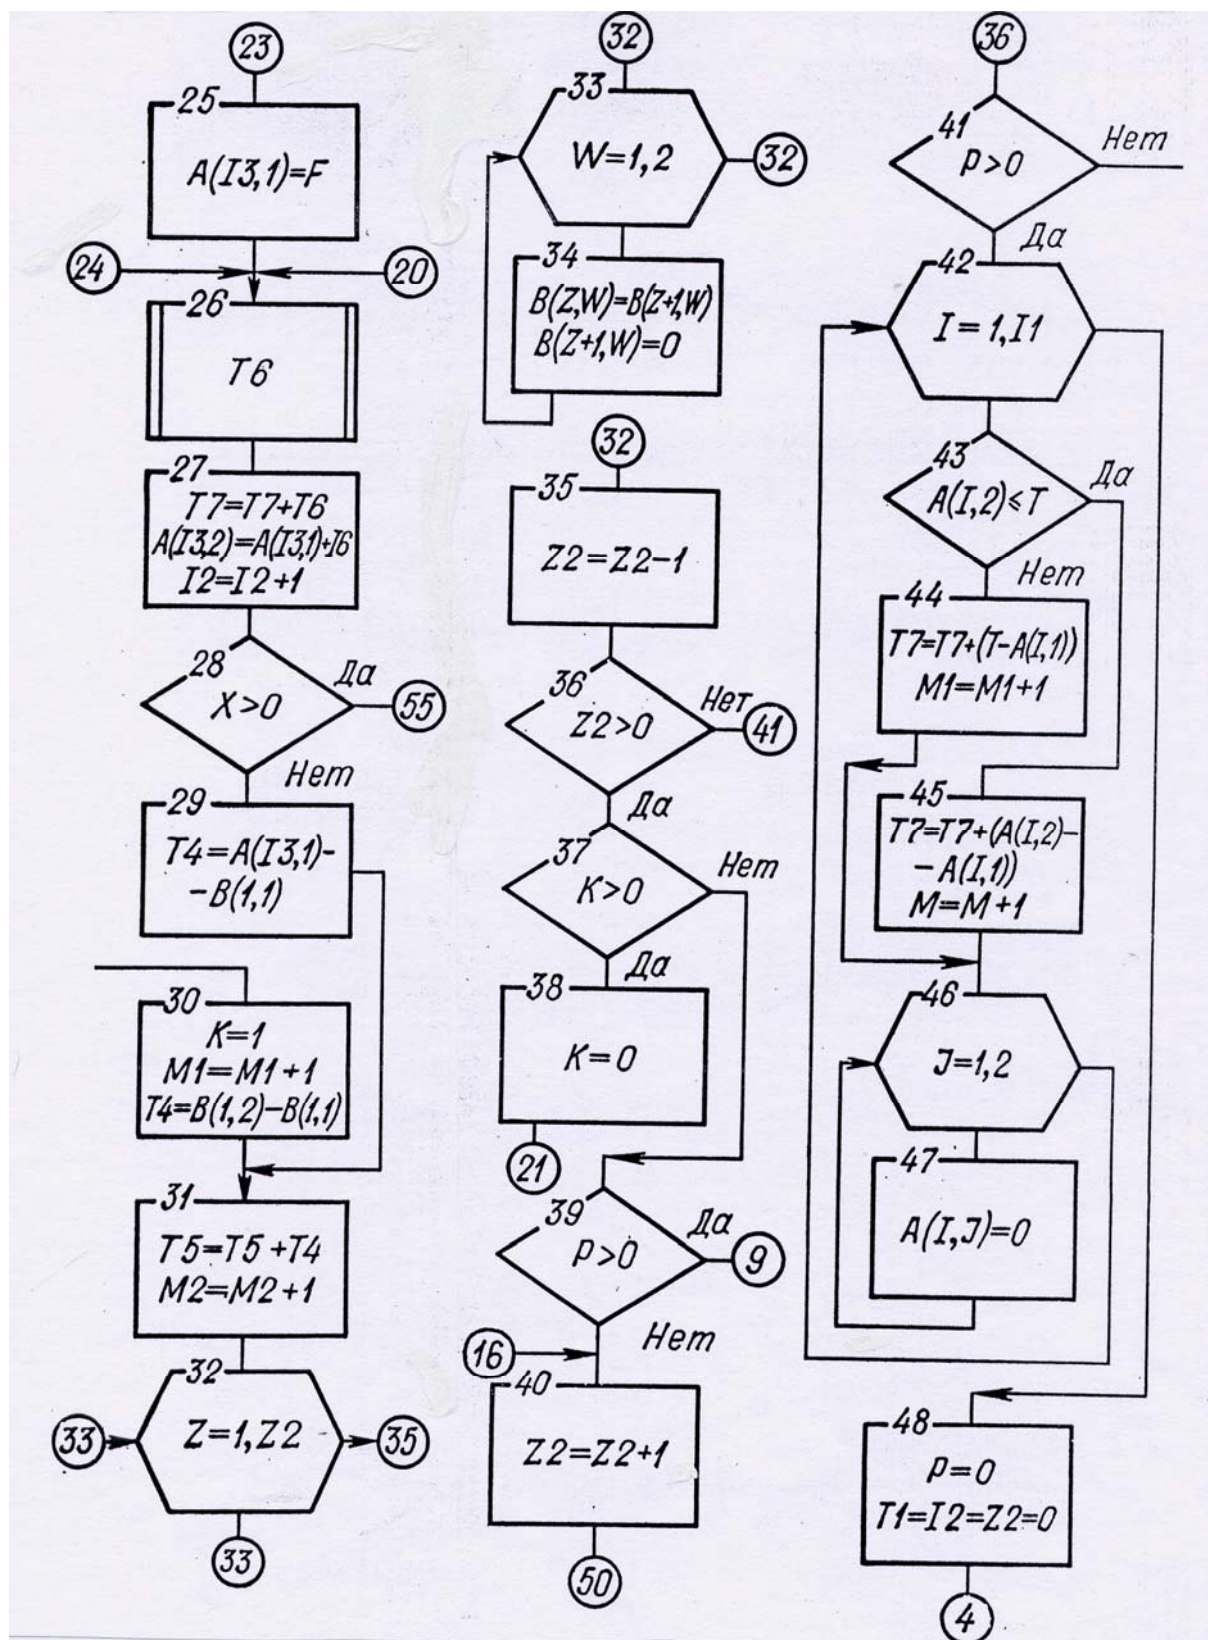 23
25
A(I3,1)=F
24
20
26
T6
27
T7=T7+T6
A(I3,2)=A(I3,1)+T6
I2=I2+1
28
X>0
Да
55
Нет
29
T4=A(I3,1)-
-B(1,1)
30
K=1
M1=M1+1
T4=B(1,2)-B(1,1)
31
T5=T5+T4
M2=M2+1
32
33
Z=1,Z2
35
33
32
33
W=1,2
32
34
B(Z,W)=B(Z+1,W)
B(Z+1,W)=0
32
35
Z2=Z2-1
36
Z2>0
Нет
41
Да
37
K>0
Нет
Да
38
K=0
21
39
P>0
Да
9
Нет
16
40
Z2=Z2+1
50
36
41
P>0
Нет
Да
42
I=1,I1
43
A(I,2)≤T
Да
Нет
44
T7=T7+(T-A(I,1))
M1=M1+1
45
T7=T7+(A(I,2)-
-A(I,1))
M=M+1
46
J=1,2
47
A(I,J)=0
48
P=0
T1=I2=Z2=0
4